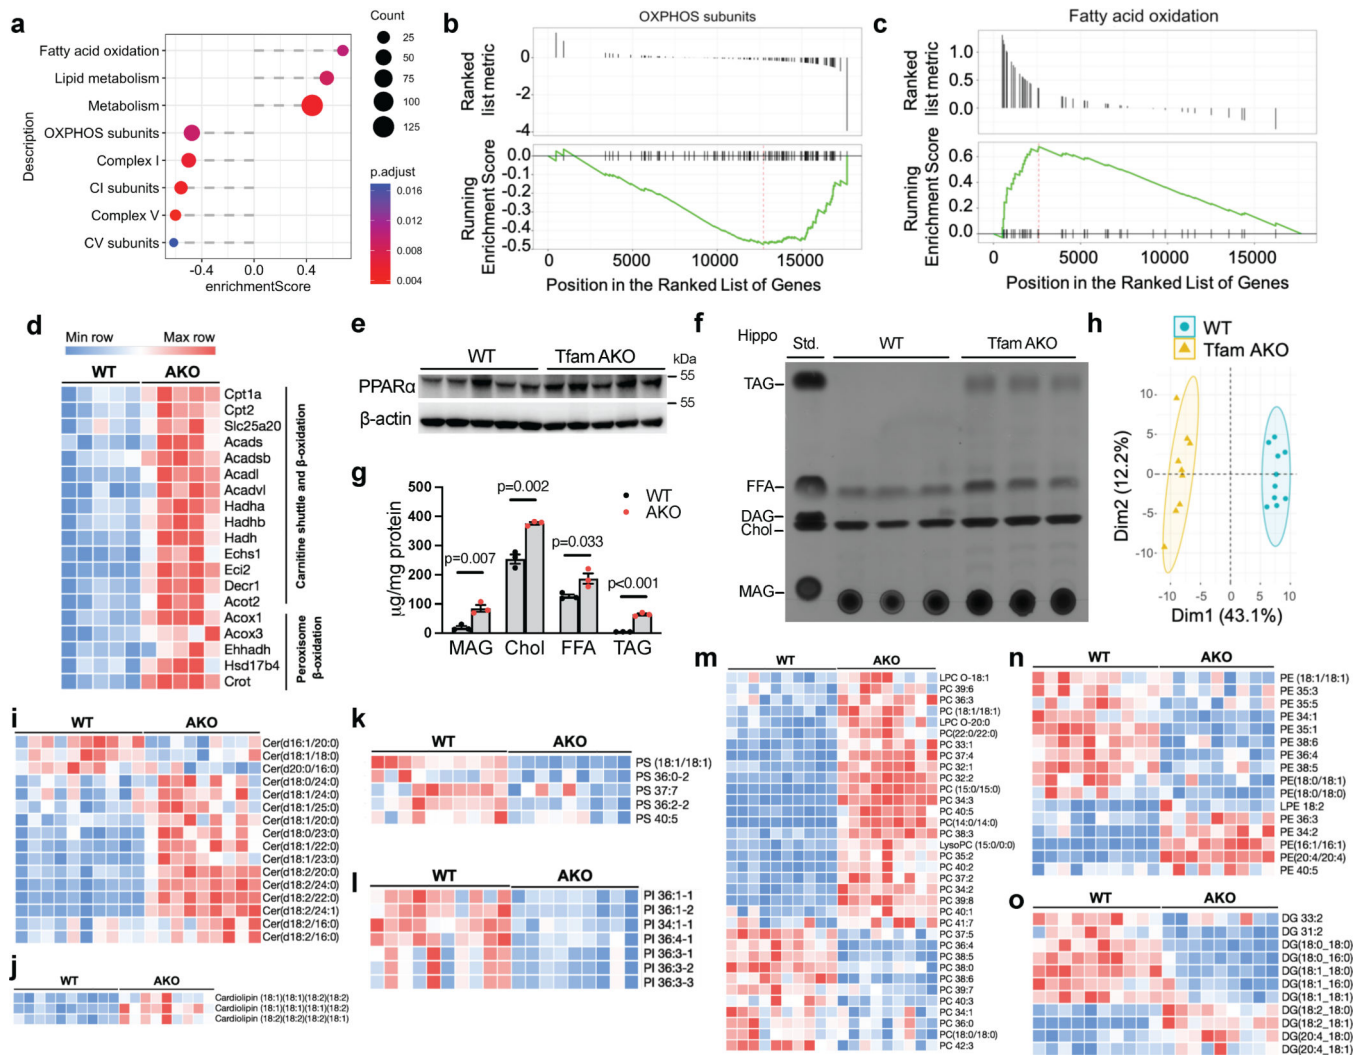 a
Count
25
50
75
100
125
p.adjust
0.016
0.012
0.008
0.004
Description
Fatty acid oxidation
Lipid metabolism
Metabolism
OXPHOS subunits
Complex I
CI subunits
Complex V
CV subunits
-0.4 0.0 0.4
enrichmentScore
b
OXPHOS subunits
Ranked list metric
0
-2
-4
Running Enrichment Score
0.0
-0.1
-0.2
-0.3
-0.4
-0.5
0 5000 10000 15000
Position in the Ranked List of Genes
c
Fatty acid oxidation
Ranked list metric
1.0
0.5
0.0
Running Enrichment Score
0.6
0.4
0.2
0.0
0 5000 10000 15000
Position in the Ranked List of Genes
d
Min row Max row
WT AKO
Cpt1a
Cpt2
Slc25a20
Acads
Acadsb
Acadl
Acadvl
Hadha
Hadhb
Hadh
Echs1
Eci2
Decr1
Acot2
Acox1
Acox3
Ehhadh
Hsd17b4
Crot
Carnitine shuttle and β-oxidation
Peroxisome β-oxidation
e
WT Tfam AKO kDa
PPARα 55
55
β-actin
f
Hippo Std. WT Tfam AKO
TAG
FFA
DAG
Chol
MAG
g
μg/mg protein
500
400
300
200
100
0
p=0.007
p=0.002
p=0.033
p<0.001
WT
AKO
MAG Chol FFA TAG
h
WT
Tfam AKO
Dim2 (12.2%)
10
5
0
-5
-10
-10 -5 0 5 10
Dim1 (43.1%)
i
WT AKO
Cer(d16:1/20:0)
Cer(d18:1/18:0)
Cer(d20:0/16:0)
Cer(d18:0/24:0)
Cer(d18:1/24:0)
Cer(d18:1/25:0)
Cer(d18:1/20:0)
Cer(d18:0/23:0)
Cer(d18:1/22:0)
Cer(d18:1/23:0)
Cer(d18:2/20:0)
Cer(d18:2/24:0)
Cer(d18:2/22:0)
Cer(d18:2/24:1)
Cer(d18:2/16:0)
Cer(d18:2/16:0)
j
WT AKO
Cardiolipin (18:1)(18:1)(18:2)(18:2)
Cardiolipin (18:1)(18:1)(18:1)(18:2)
Cardiolipin (18:2)(18:2)(18:2)(18:1)
k
WT AKO
PS (18:1/18:1)
PS 36:0-2
PS 37:7
PS 36:2-2
PS 40:5
l
WT AKO
PI 36:1-1
PI 36:1-2
PI 34:1-1
PI 36:4-1
PI 36:3-1
PI 36:3-2
PI 36:3-3
m
WT AKO
LPC O-18:1
PC 39:6
PC 36:3
PC (18:1/18:1)
LPC O-20:0
PC(22:0/22:0)
PC 33:1
PC 37:4
PC 32:1
PC 32:2
PC (15:0/15:0)
PC 34:3
PC 40:5
PC(14:0/14:0)
PC 38:3
LysoPC (15:0/0:0)
PC 35:2
PC 40:2
PC 37:2
PC 34:2
PC 39:8
PC 40:1
PC 41:7
PC 37:5
PC 36:4
PC 38:5
PC 38:0
PC 38:6
PC 39:7
PC 40:3
PC 34:1
PC 36:0
PC(18:0/18:0)
PC 42:3
n
WT AKO
PE (18:1/18:1)
PE 35:3
PE 35:5
PE 34:1
PE 35:1
PE 38:6
PE 36:4
PE 38:5
PE(18:0/18:1)
PE(18:0/18:0)
LPE 18:2
PE 36:3
PE 34:2
PE(16:1/16:1)
PE(20:4/20:4)
PE 40:5
o
WT AKO
DG 33:2
DG 31:2
DG(18:0_18:0)
DG(18:0_16:0)
DG(18:1_18:0)
DG(18:1_16:0)
DG(18:1_18:1)
DG(18:2_18:0)
DG(18:2_18:1)
DG(20:4_18:0)
DG(20:4_18:1)